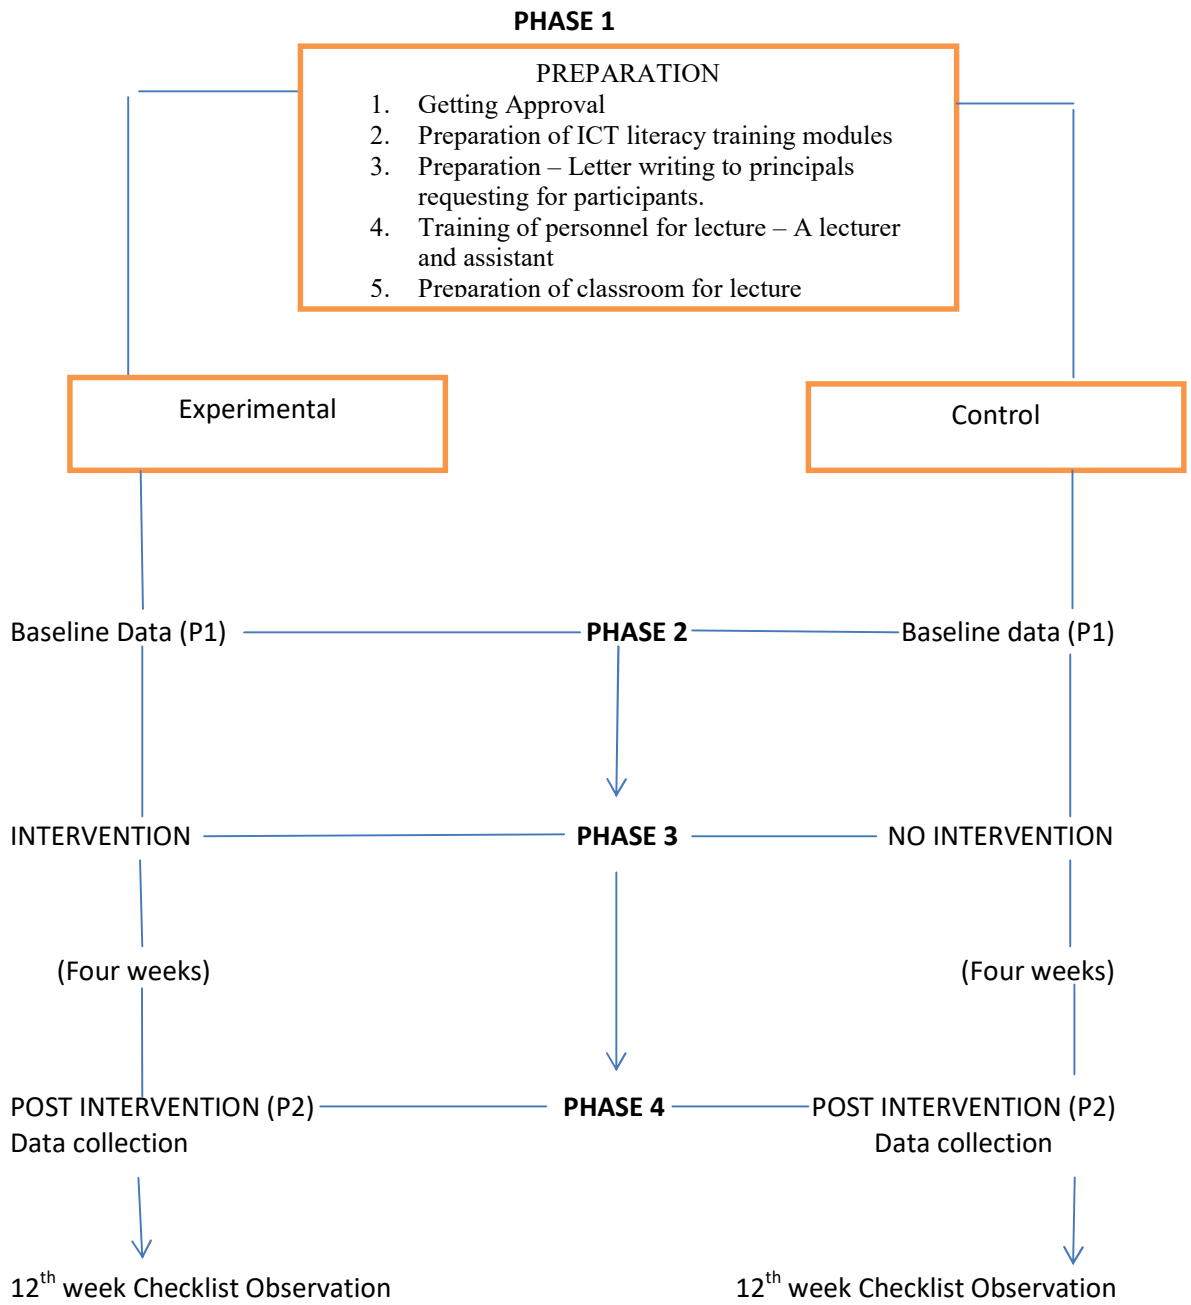 PHASE 1
PREPARATION
1. Getting Approval
2. Preparation of ICT literacy training modules
3. Preparation – Letter writing to principals
requesting for participants.
4. Training of personnel for lecture – A lecturer
and assistant
5. Preparation of classroom for lecture
Experimental
Control
Baseline Data (P1)
PHASE 2
Baseline data (P1)
INTERVENTION
PHASE 3
NO INTERVENTION
(Four weeks)
(Four weeks)
POST INTERVENTION (P2)
PHASE 4
POST INTERVENTION (P2)
Data collection
Data collection
12th week Checklist Observation
12th week Checklist Observation